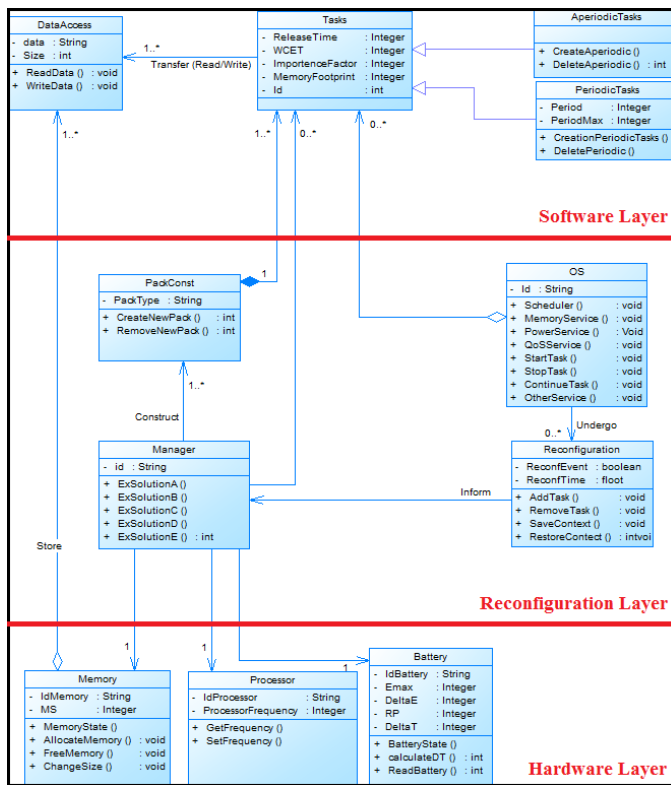 DataAccess
- data : String
- Size : int
+ ReadData () : void
+ WriteData () : void
1..*
Transfer (Read/Write)
1..*
Tasks
- ReleaseTime : Integer
- WCET : Integer
- ImportenceFactor : Integer
- MemoryFootprint : Integer
- Id : int
1..*
0..*
0..*
AperiodicTasks
+ CreateAperiodic ()
+ DeleteAperiodic () : int
PeriodicTasks
- Period : Integer
- PeriodMax : Integer
+ CreationPeriodicTasks ()
+ DeletePeriodic ()
Software Layer
PackConst
- PackType : String
+ CreateNewPack () : int
+ RemoveNewPack () : int
1
1..*
Construct
OS
- Id : String
+ Scheduler () : void
+ MemoryService () : void
+ PowerService () : Void
+ QoSService () : void
+ StartTask () : void
+ StopTask () : void
+ ContinueTask () : void
+ OtherService () : void
Undergo
0..*
Manager
- id : String
+ ExSolutionA ()
+ ExSolutionB ()
+ ExSolutionC ()
+ ExSolutionD ()
+ ExSolutionE () : int
Inform
Reconfiguration
- ReconfEvent : boolean
- ReconfTime : floot
+ AddTask () : void
+ RemoveTask () : void
+ SaveContext () : void
+ RestoreContect () : intvoi
Store
Reconfiguration Layer
1
1
1
Memory
- IdMemory : String
- MS : Integer
+ MemoryState ()
+ AllocateMemory () : void
+ FreeMemory () : void
+ ChangeSize () : void
Processor
- IdProcessor : String
- ProcessorFrequency : Integer
+ GetFrequency ()
+ SetFrequency ()
Battery
- IdBattery : String
- Emax : Integer
- DeltaE : Integer
- RP : Integer
- DeltaT : Integer
+ BatteryState ()
+ calculateDT () : int
+ ReadBattery () : int
Hardware Layer